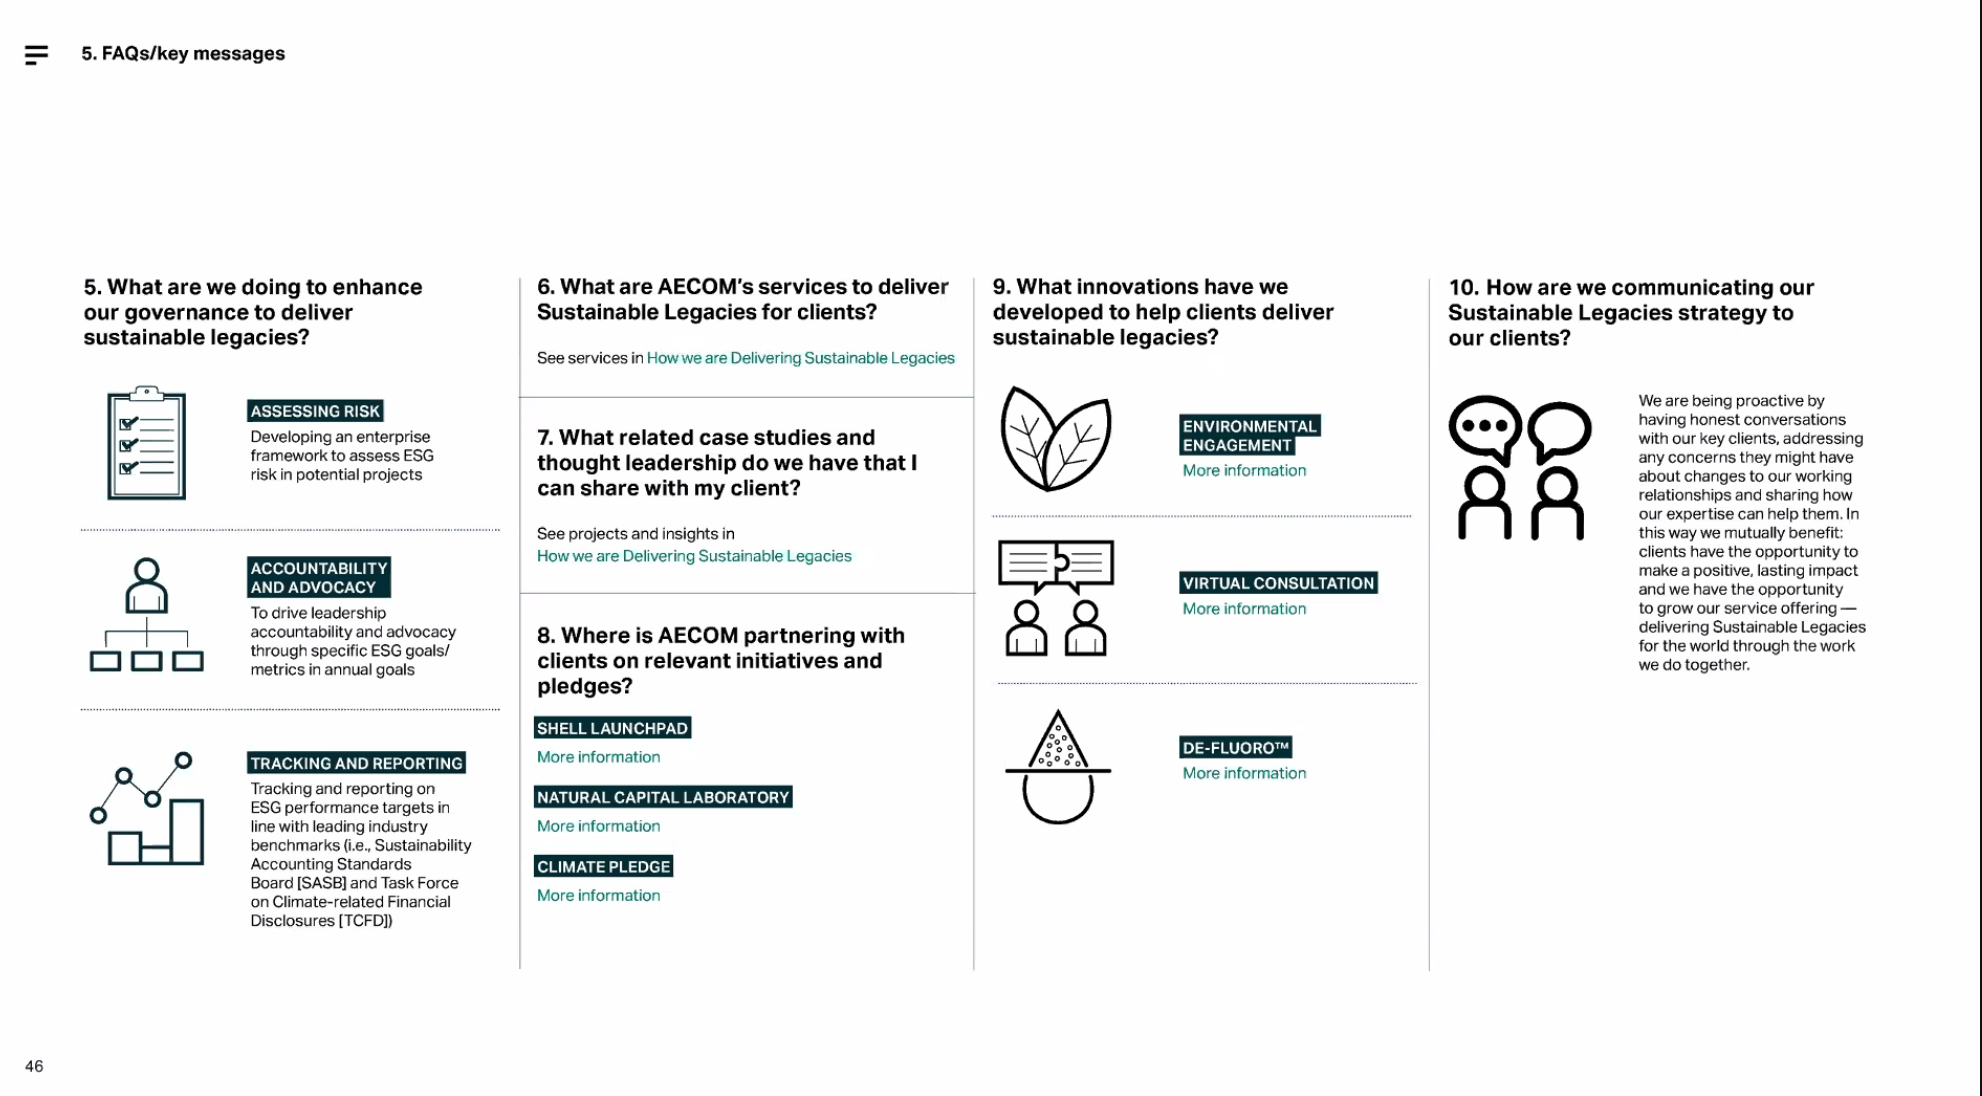 5. FAQs/key messages
5. What are we doing to enhance
our governance to deliver
sustainable legacies?
ASSESSING RISK
Developing an enterprise
framework to assess ESG
risk in potential projects
ACCOUNTABILITY
AND ADVOCACY
To drive leadership
accountability and advocacy
through specific ESG goals/
metrics in annual goals
TRACKING AND REPORTING
Tracking and reporting on
ESG performance targets in
line with leading industry
benchmarks (i.e., Sustainability
Accounting Standards
Board [SASB] and Task Force
on Climate-related Financial
Disclosures [TCFD])
6. What are AECOM's services to deliver
Sustainable Legacies for clients?
See services in How we are Delivering Sustainable Legacies
7. What related case studies and
thought leadership do we have that I
can share with my client?
See projects and insights in
How we are Delivering Sustainable Legacies
8. Where is AECOM partnering with
clients on relevant initiatives and
pledges?
SHELL LAUNCHPAD
More information
NATURAL CAPITAL LABORATORY
More information
CLIMATE PLEDGE
More information
9. What innovations have we
developed to help clients deliver
sustainable legacies?
ENVIRONMENTAL
ENGAGEMENT
More information
VIRTUAL CONSULTATION
More information
DE-FLUORO™
More information
10. How are we communicating our
Sustainable Legacies strategy to
our clients?
We are being proactive by
having honest conversations
with our key clients, addressing
any concerns they might have
about changes to our working
relationships and sharing how
our expertise can help them. In
this way we mutually benefit:
clients have the opportunity to
make a positive, lasting impact
and we have the opportunity
to grow our service offering —
delivering Sustainable Legacies
for the world through the work
we do together.
46